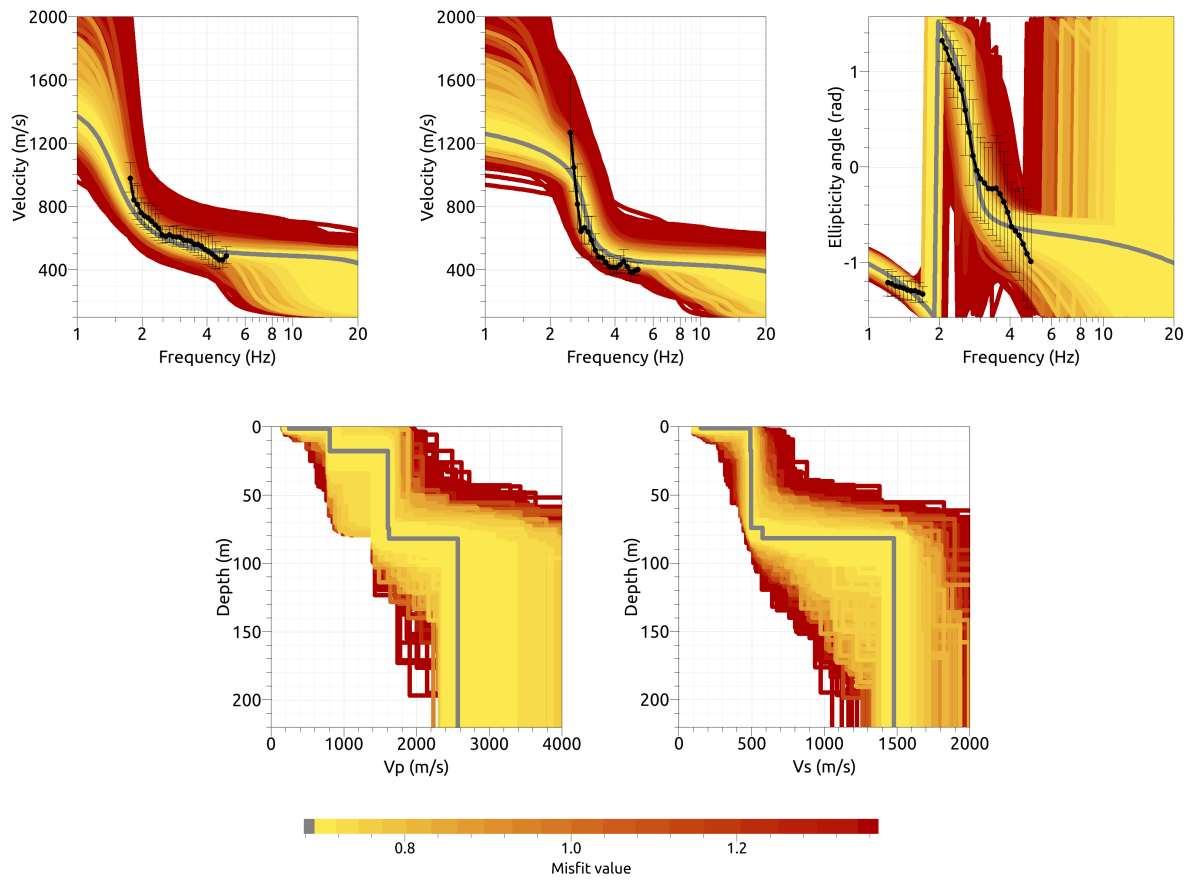 2000
1600
1200
800
400
Velocity (m/s)
1 2 4 6 8 10 20
Frequency (Hz)
2000
1600
1200
800
400
Velocity (m/s)
1 2 4 6 8 10 20
Frequency (Hz)
1
0
-1
Ellipticity angle (rad)
1 2 4 6 8 10 20
Frequency (Hz)
0
50
100
150
200
Depth (m)
0 1000 2000 3000 4000
Vp (m/s)
0
50
100
150
200
Depth (m)
0 500 1000 1500 2000
Vs (m/s)
0.8 1.0 1.2
Misfit value